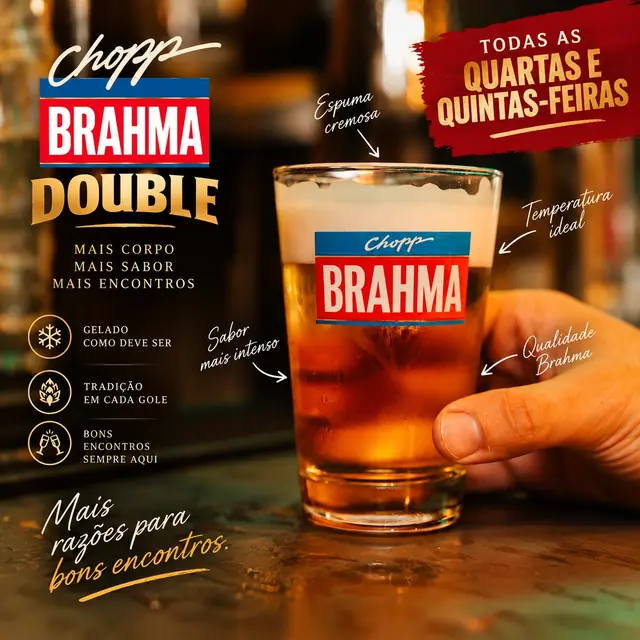 Chopp
BRAHMA
DOUBLE
MAIS CORPO
MAIS SABOR
MAIS ENCONTROS
GELADO
COMO DEVE SER
TRADIÇÃO
EM CADA GOLE
BONS
ENCONTROS
SEMPRE AQUI
Mais
razões para
bons encontros.
TODAS AS
QUARTAS E
QUINTAS-FEIRAS
Espuma
cremosa
Temperatura
ideal
Sabor
mais intenso
Qualidade
Brahma
Chopp
BRAHMA